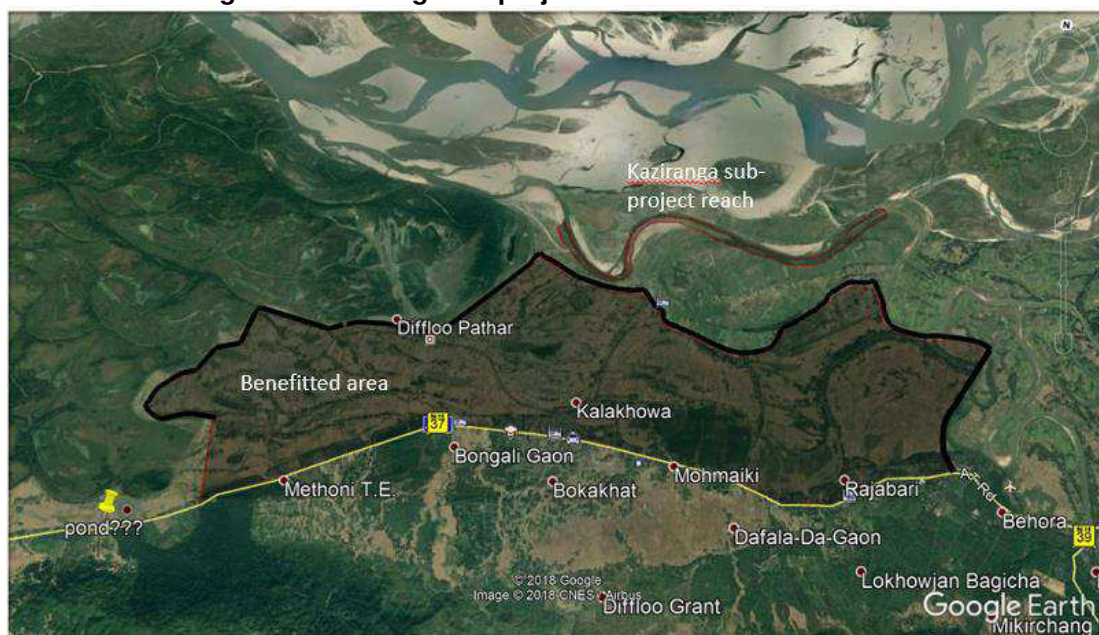 N
Kaziranga sub-
project reach
Diffloo Pathar
Benefitted area
Kalakhowa
37
Bongali Gaon
Methoni T.E.
Bokakhat
Mohmaiki
Rajabari
A T Rd
pond???
Behora
Dafala-Da-Gaon
39
Lokhowjan Bagicha
© 2018 Google
Image © 2018 CNES / Airbus
Diffloo Grant
Google Earth
Mikirchang